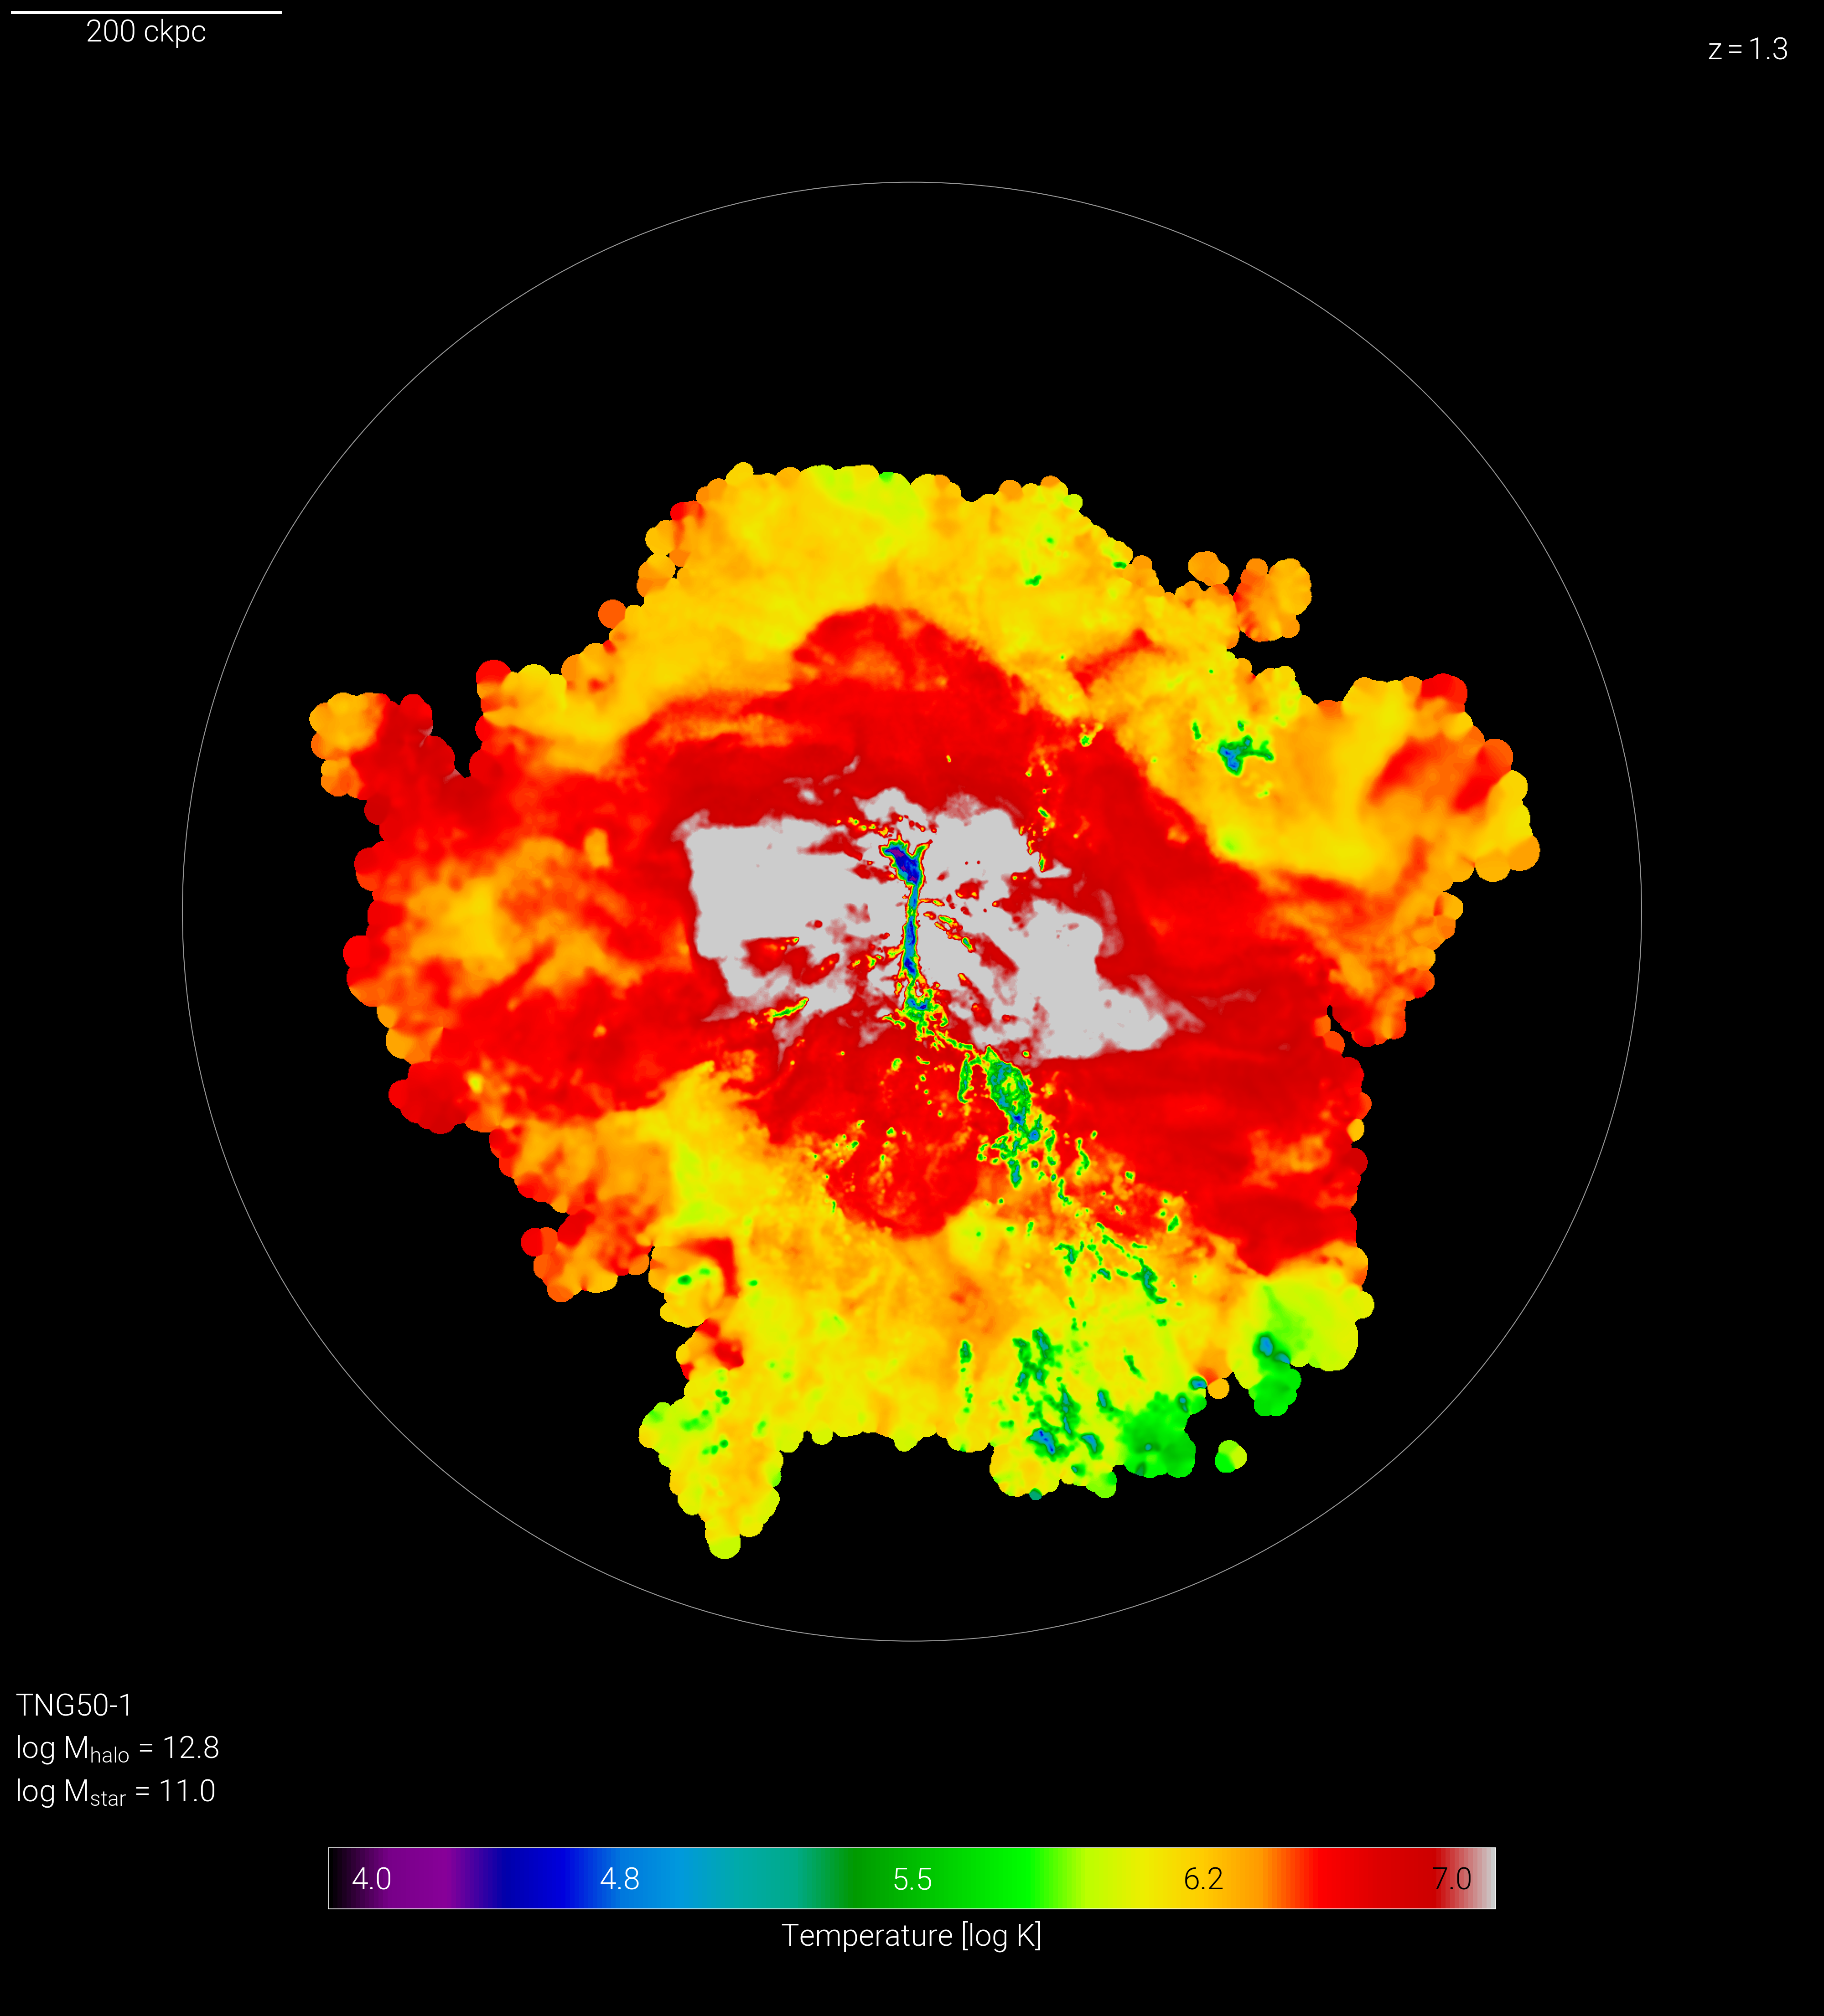 200 ckpc
z = 1.3
TNG50-1
log Mhalo = 12.8
log Mstar = 11.0
4.0 4.8 5.5 6.2 7.0
Temperature [log K]